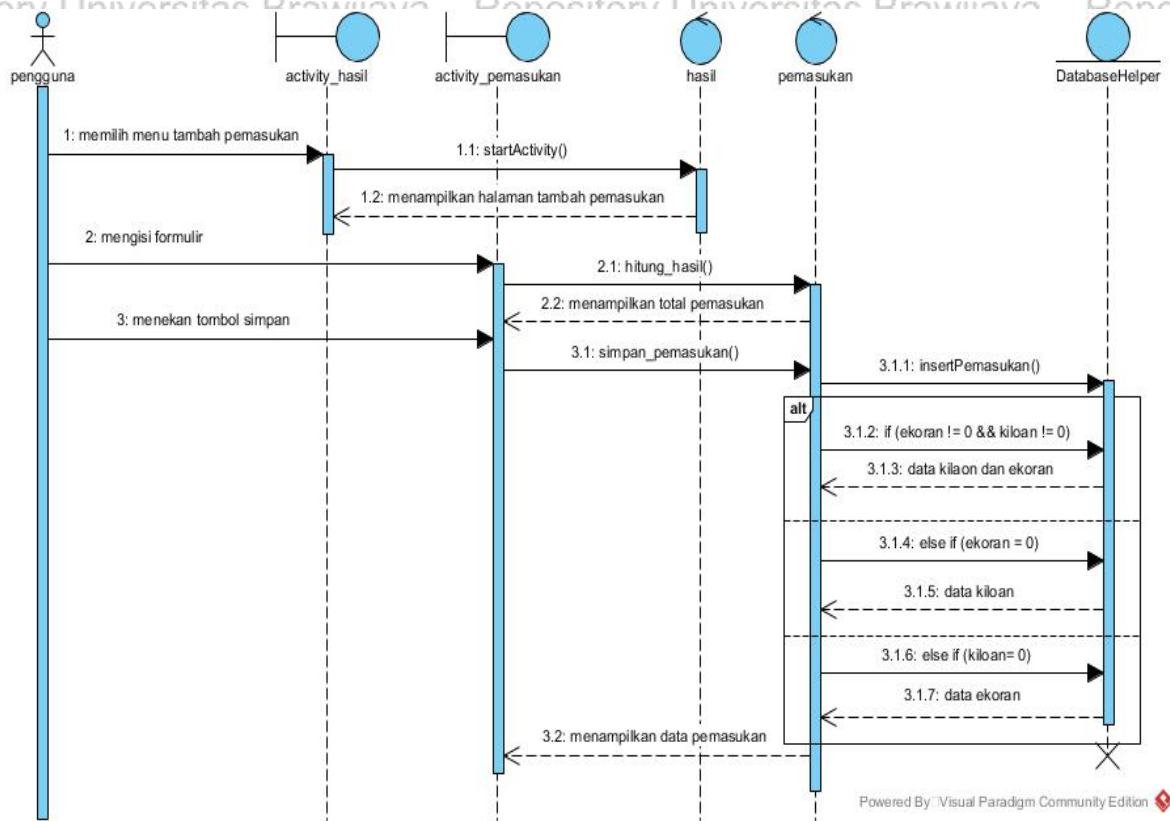 Repository Universitas Brawijaya
pengguna
activity_hasil
activity_pemasukan
hasil
pemasukan
DatabaseHelper
1: memilih menu tambah pemasukan
1.1: startActivity()
1.2: menampilkan halaman tambah pemasukan
2: mengisi formulir
2.1: hitung_hasil()
2.2: menampilkan total pemasukan
3: menekan tombol simpan
3.1: simpan_pemasukan()
3.1.1: insertPemasukan()
alt
3.1.2: if (ekoran != 0 && kiloan != 0)
3.1.3: data kilaon dan ekoran
3.1.4: else if (ekoran = 0)
3.1.5: data kiloan
3.1.6: else if (kiloan= 0)
3.1.7: data ekoran
3.2: menampilkan data pemasukan
Powered By Visual Paradigm Community Edition